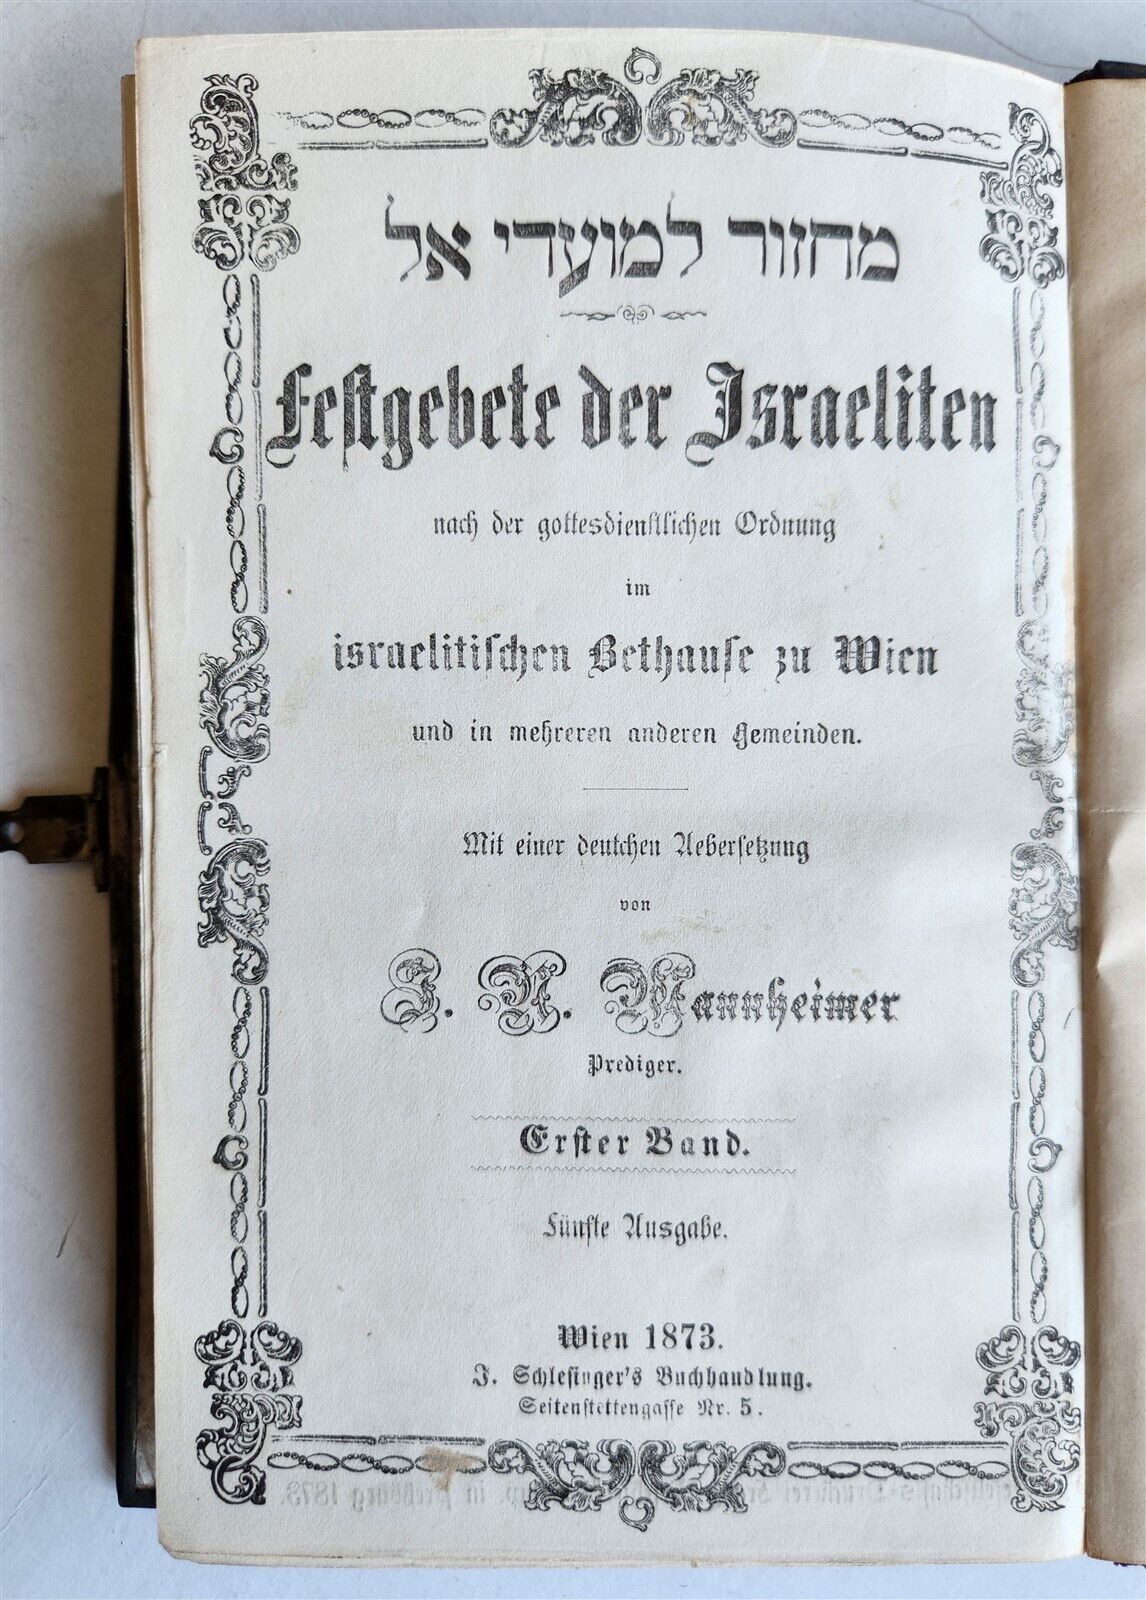 מחזור למועדי אל
Festgebete der Israeliten
nach der gottesdienstlichen Ordnung
im
israelitischen Bethause zu Wien
und in mehreren anderen Gemeinden.
Mit einer deutchen Uebersetzung
von
J. N. Mannheimer
Prediger.
Erster Band.
Fünfte Ausgabe.
Wien 1873.
J. Schlesinger's Buchhandlung.
Seitenstettengasse Nr. 5.